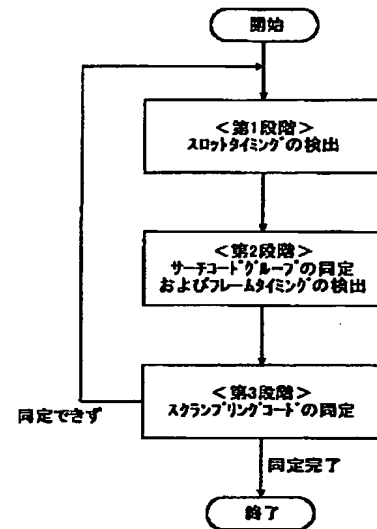 開始
＜第1段階＞
ｽﾛｯﾄﾀｲﾐﾝｸﾞの検出
＜第2段階＞
ｻｰﾁｺｰﾄﾞｸﾞﾙｰﾌﾟの同定
およびﾌﾚｰﾑﾀｲﾐﾝｸﾞの検出
＜第3段階＞
ｽｸﾗﾝﾌﾞﾘﾝｸﾞｺｰﾄﾞの同定
同定できず
同定完了
終了